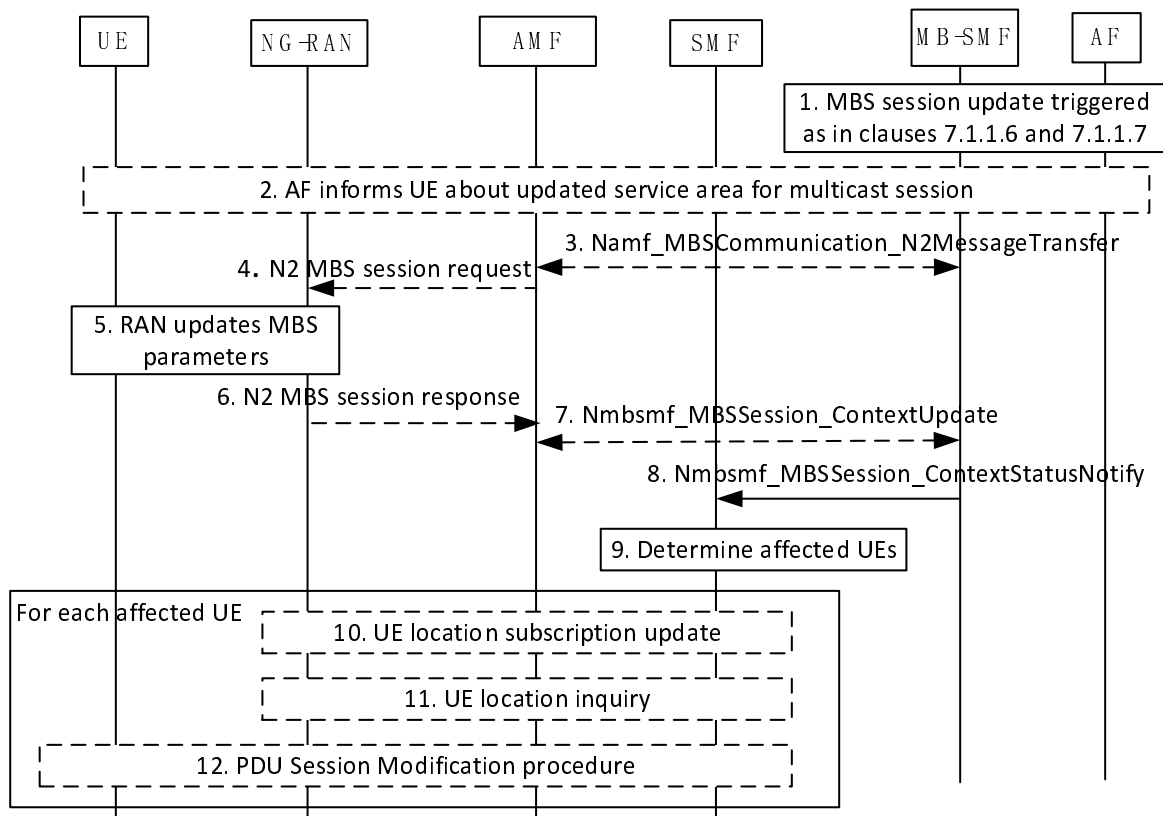 UE
NG-RAN
AMF
SMF
MB-SMF
AF
1. MBS session update triggered
as in clauses 7.1.1.6 and 7.1.1.7
2. AF informs UE about updated service area for multicast session
3. Namf_MBSCommunication_N2MessageTransfer
4. N2 MBS session request
5. RAN updates MBS
parameters
6. N2 MBS session response
7. Nmbsmf_MBSSession_ContextUpdate
8. Nmbsmf_MBSSession_ContextStatusNotify
9. Determine affected UEs
For each affected UE
10. UE location subscription update
11. UE location inquiry
12. PDU Session Modification procedure